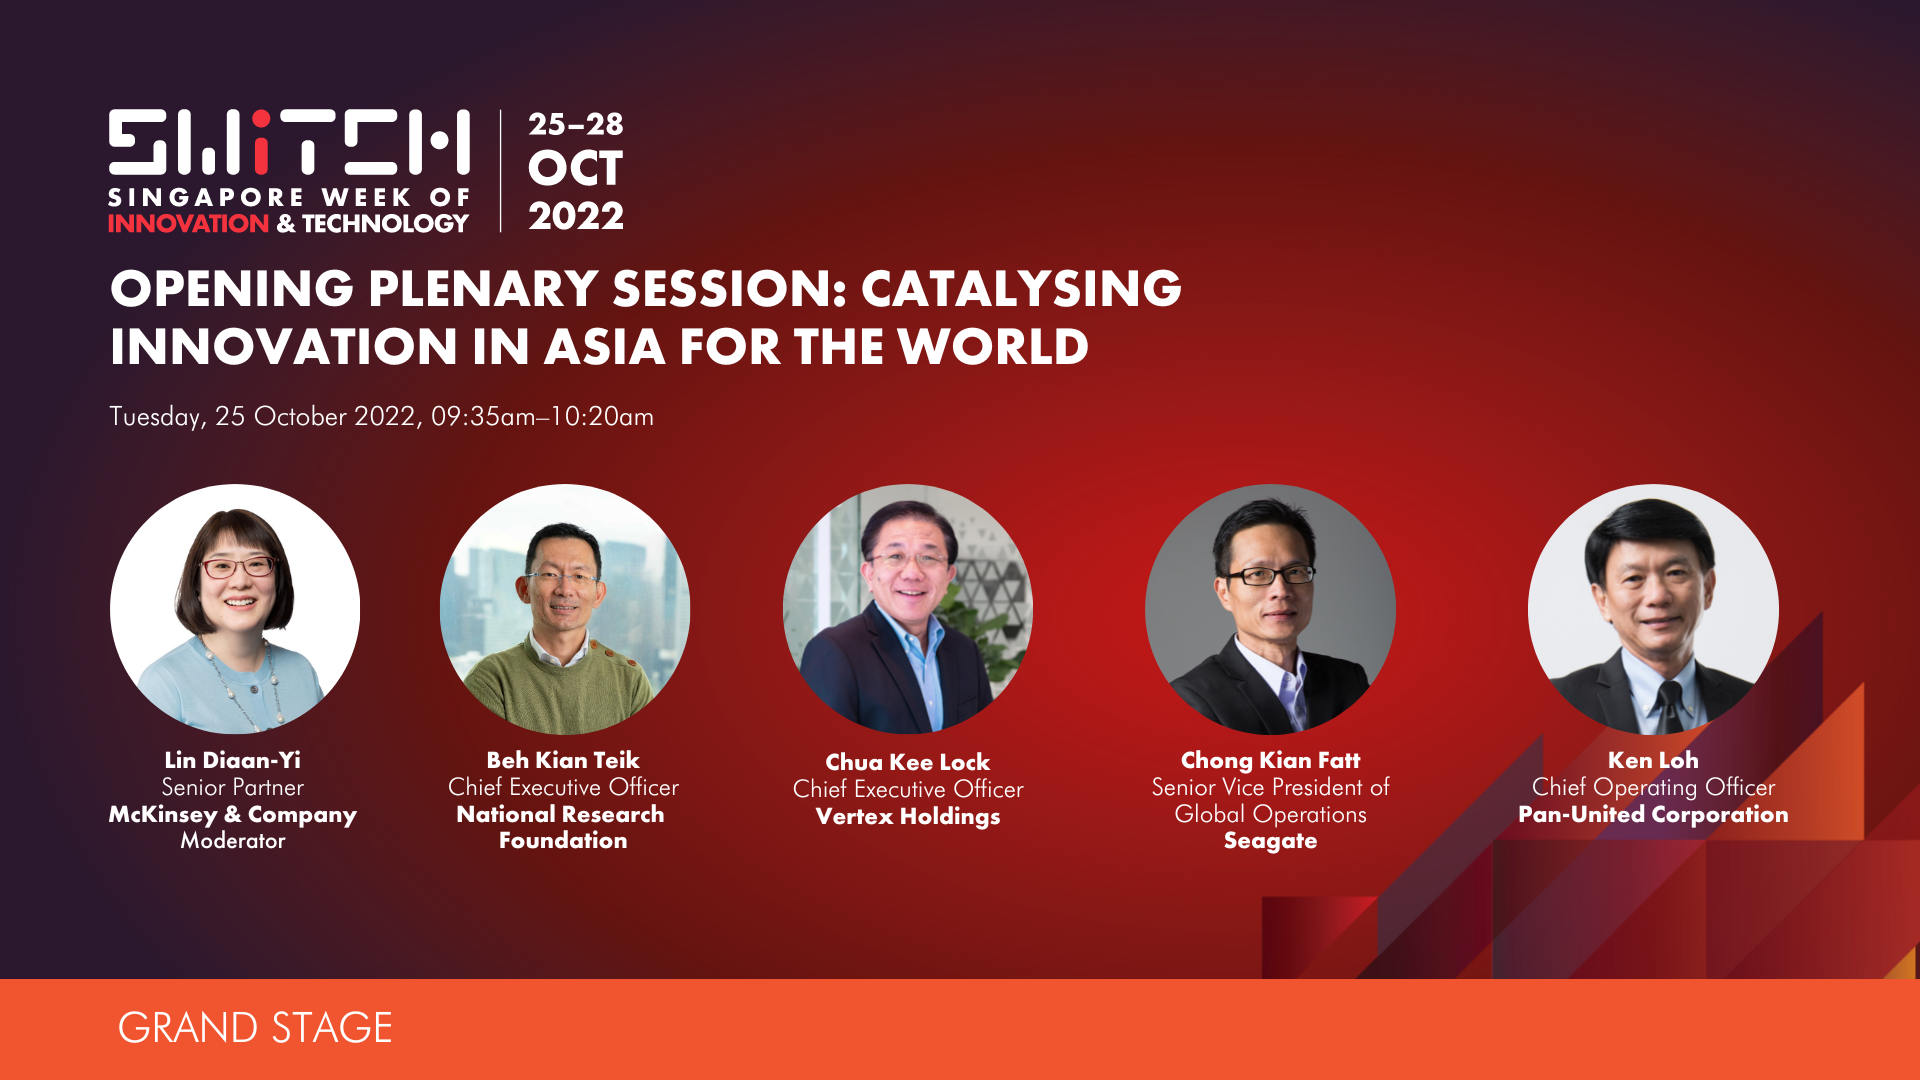 SWiTCH
SINGAPORE WEEK OF
INNOVATION & TECHNOLOGY
25–28
OCT
2022
OPENING PLENARY SESSION: CATALYSING
INNOVATION IN ASIA FOR THE WORLD
Tuesday, 25 October 2022, 09:35am–10:20am
Lin Diaan-Yi
Senior Partner
McKinsey & Company
Moderator
Beh Kian Teik
Chief Executive Officer
National Research
Foundation
Chua Kee Lock
Chief Executive Officer
Vertex Holdings
Chong Kian Fatt
Senior Vice President of
Global Operations
Seagate
Ken Loh
Chief Operating Officer
Pan-United Corporation
GRAND STAGE